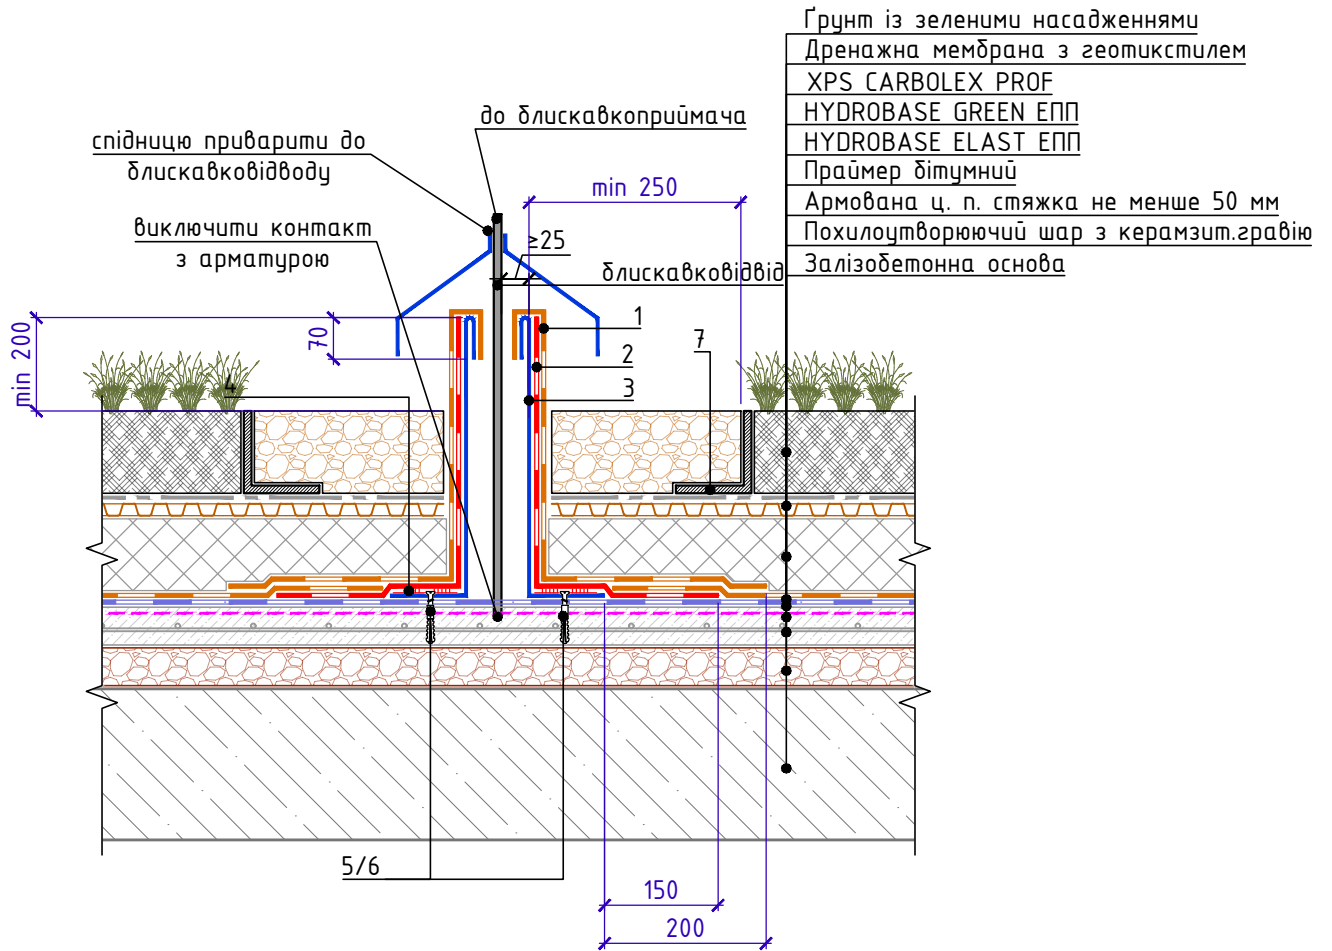 Ґрунт із зеленими насадженнями
Дренажна мембрана з геотикстилем
XPS CARBOLEX PROF
HYDROBASE GREEN ЕПП
HYDROBASE ELAST ЕПП
Праймер бітумний
Армована ц. п. стяжка не менше 50 мм
Похилоутворюючий шар з керамзит.гравію
Залізобетонна основа
до блискавкоприймача
спідницю приварити до
блискавковідводу
min 250
виключити контакт
з арматурою
≥25
блискавковідвід
min 200
70
1
2
3
7
4
5/6
150
200